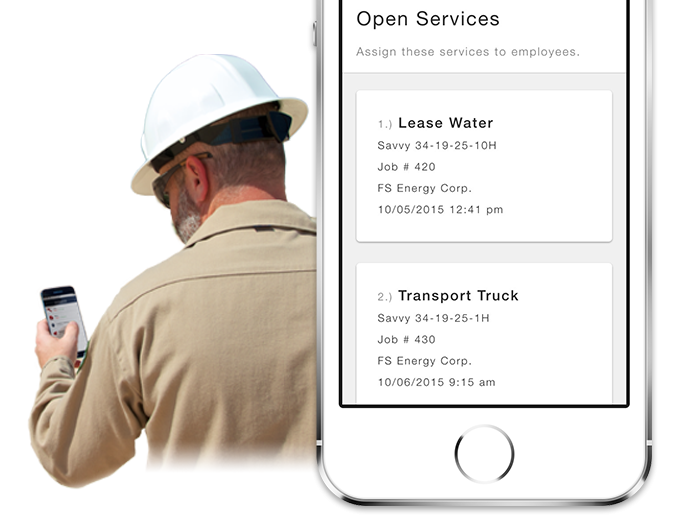 Open Services
Assign these services to employees.
1.) Lease Water
Savvy 34-19-25-10H
Job # 420
FS Energy Corp.
10/05/2015 12:41 pm
2.) Transport Truck
Savvy 34-19-25-1H
Job # 430
FS Energy Corp.
10/06/2015 9:15 am